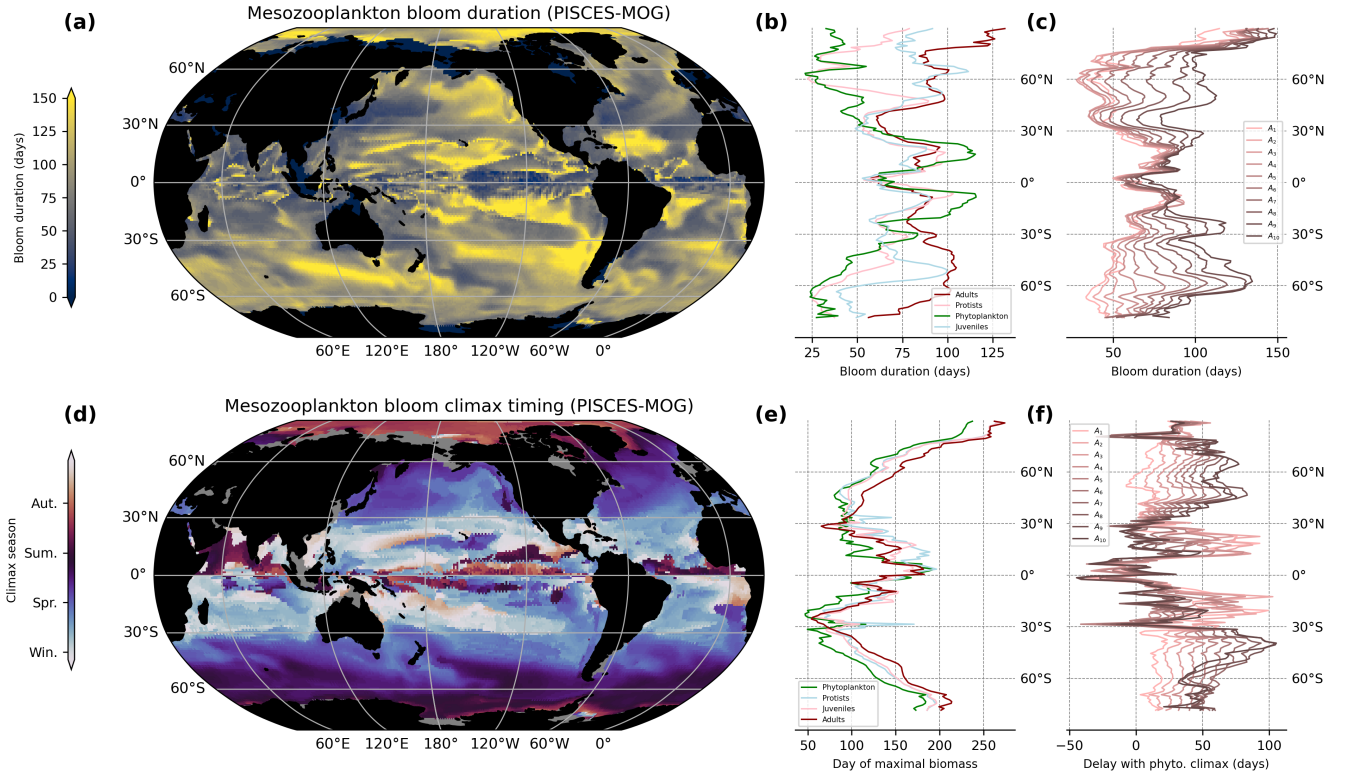 (a)
Mesozooplankton bloom duration (PISCES-MOG)
Bloom duration (days)
150
125
100
75
50
25
0
60°N
30°N
0°
30°S
60°S
60°E 120°E 180° 120°W 60°W 0°
(b)
Adults
Protists
Phytoplankton
Juveniles
25 50 75 100 125
Bloom duration (days)
(c)
60°N
30°N
0°
30°S
60°S
A1
A2
A3
A4
A5
A6
A7
A8
A9
A10
50 100 150
Bloom duration (days)
(d)
Mesozooplankton bloom climax timing (PISCES-MOG)
Climax season
Aut.
Sum.
Spr.
Win.
60°N
30°N
0°
30°S
60°S
60°E 120°E 180° 120°W 60°W 0°
(e)
Phytoplankton
Protists
Juveniles
Adults
50 100 150 200 250
Day of maximal biomass
(f)
A1
A2
A3
A4
A5
A6
A7
A8
A9
A10
60°N
30°N
0°
30°S
60°S
−50 0 50 100
Delay with phyto. climax (days)